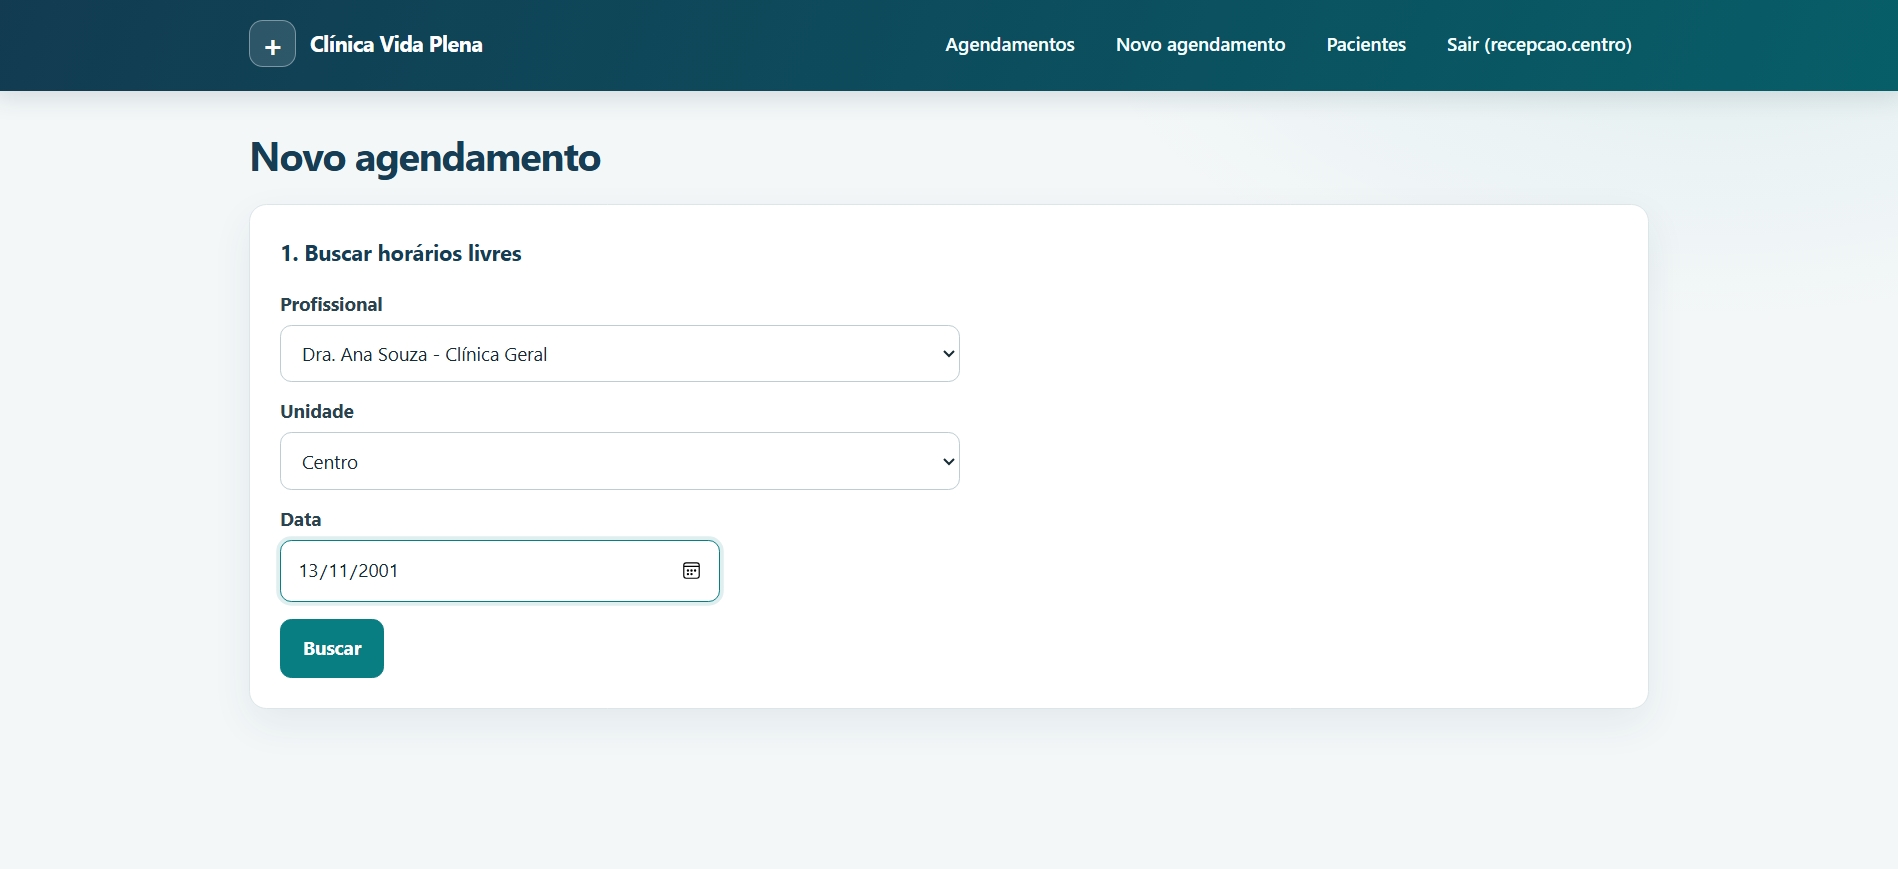 + Clínica Vida Plena Agendamentos Novo agendamento Pacientes Sair (recepcao.centro)
Novo agendamento
1. Buscar horários livres
Profissional
Dra. Ana Souza - Clínica Geral
Unidade
Centro
Data
13/11/2001
Buscar